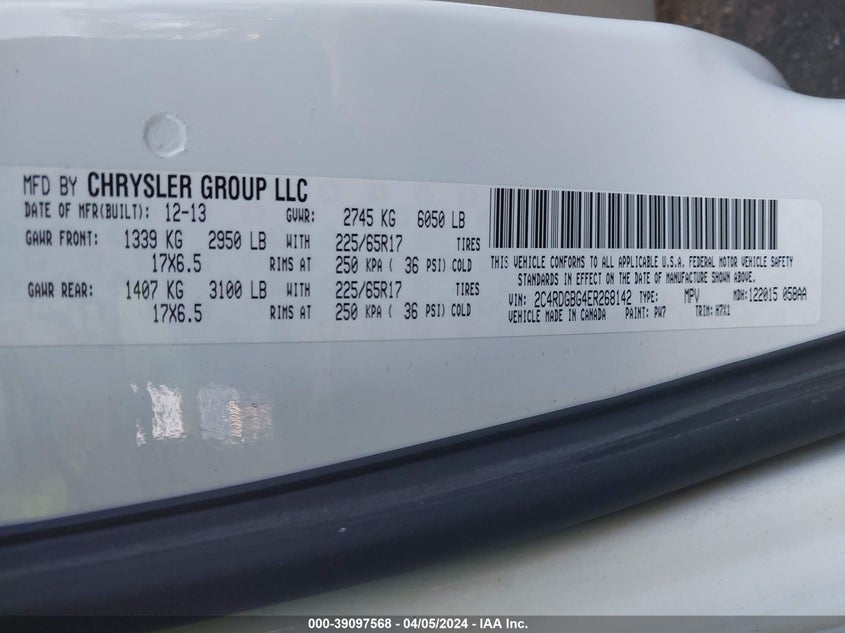 MFD BY CHRYSLER GROUP LLC
DATE OF MFR(BUILT): 12-13 GVWR: 2745 KG 6050 LB
GAWR FRONT: 1339 KG 2950 LB WITH 225/65R17 TIRES
17X6.5 RIMS AT 250 KPA ( 36 PSI) COLD
GAWR REAR: 1407 KG 3100 LB WITH 225/65R17 TIRES
17X6.5 RIMS AT 250 KPA ( 36 PSI) COLD
THIS VEHICLE CONFORMS TO ALL APPLICABLE U.S.A. FEDERAL MOTOR VEHICLE SAFETY
STANDARDS IN EFFECT ON THE DATE OF MANUFACTURE SHOWN ABOVE.
VIN: 2C4RDGBG4ER268142 TYPE: MPV MDH: 122015 058AA
VEHICLE MADE IN CANADA PAINT: PW7 TRIM: H7X1
000-39097568 — 04/05/2024 — IAA Inc.